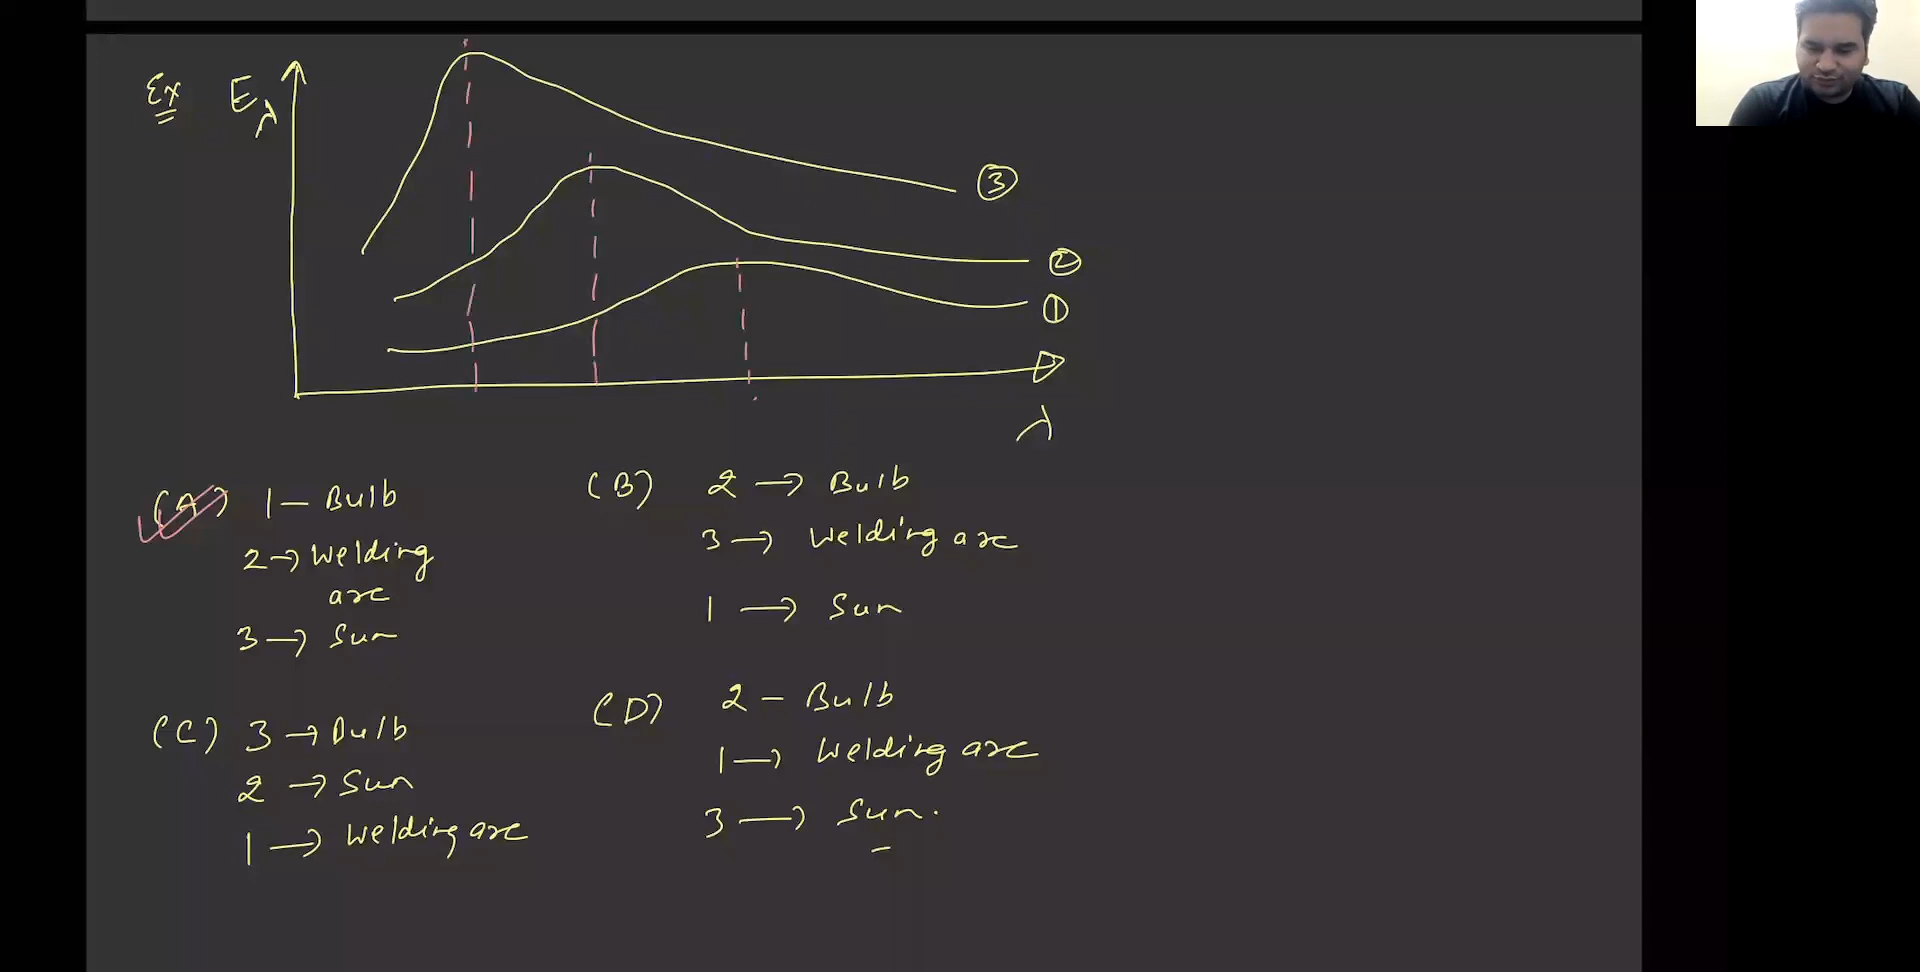 Ex
E
λ
③
②
①
λ
(A) 1 — Bulb
2 → Welding
arc
3 → Sun
(B) 2 → Bulb
3 → Welding arc
1 → Sun
(C) 3 → Bulb
2 → Sun
1 → Welding arc
(D) 2 – Bulb
1 → Welding arc
3 → Sun.